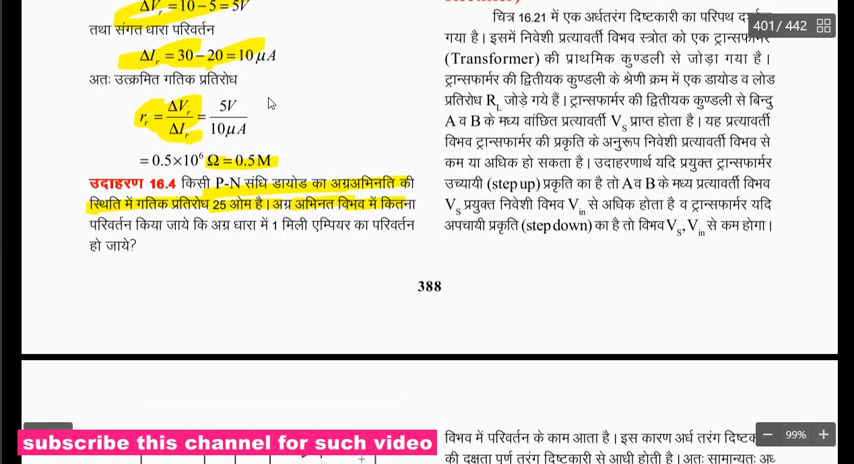 ΔV_r = 10 − 5 = 5V
तथा संगत धारा परिवर्तन
ΔI_r = 30 − 20 = 10 μA
अतः उत्क्रमित गतिक प्रतिरोध
r_r = ΔV_r / ΔI_r = 5V / 10μA
= 0.5×10⁶ Ω = 0.5 M
उदाहरण 16.4 किसी P-N संधि डायोड का अग्रअभिनति की
स्थिति में गतिक प्रतिरोध 25 ओम है। अग्र अभिनत विभव में कितना
परिवर्तन किया जाये कि अग्र धारा में 1 मिली एम्पियर का परिवर्तन
हो जाये?
चित्र 16.21 में एक अर्धतरंग दिष्टकारी का परिपथ
गया है। इसमें निवेशी प्रत्यावर्ती विभव स्त्रोत को एक ट्रान्सफार्मर
(Transformer) की प्राथमिक कुण्डली से जोड़ा गया है।
ट्रान्सफार्मर की द्वितीयक कुण्डली के श्रेणी क्रम में एक डायोड व लोड
प्रतिरोध R_L जोड़े गये हैं। ट्रान्सफार्मर की द्वितीयक कुण्डली से बिन्दु
A व B के मध्य वांछित प्रत्यावर्ती V_S प्राप्त होता है। यह प्रत्यावर्ती
विभव ट्रान्सफार्मर की प्रकृति के अनुरूप निवेशी प्रत्यावर्ती विभव से
कम या अधिक हो सकता है। उदाहरणार्थ यदि प्रयुक्त ट्रान्सफार्मर
उच्चायी (step up) प्रकृति का है तो A व B के मध्य प्रत्यावर्ती विभव
V_S प्रयुक्त निवेशी विभव V_in से अधिक होता है व ट्रान्सफार्मर यदि
अपचायी प्रकृति (step down) का है तो विभव V_S, V_in से कम होगा।
401 / 442
388
subscribe this channel for such video
विभव में परिवर्तन के काम आता है। इस कारण अर्ध तरंग
की दक्षता पूर्ण तरंग दिष्टकारी से आधी होती है। अतः सामान्यतः
− 99% +